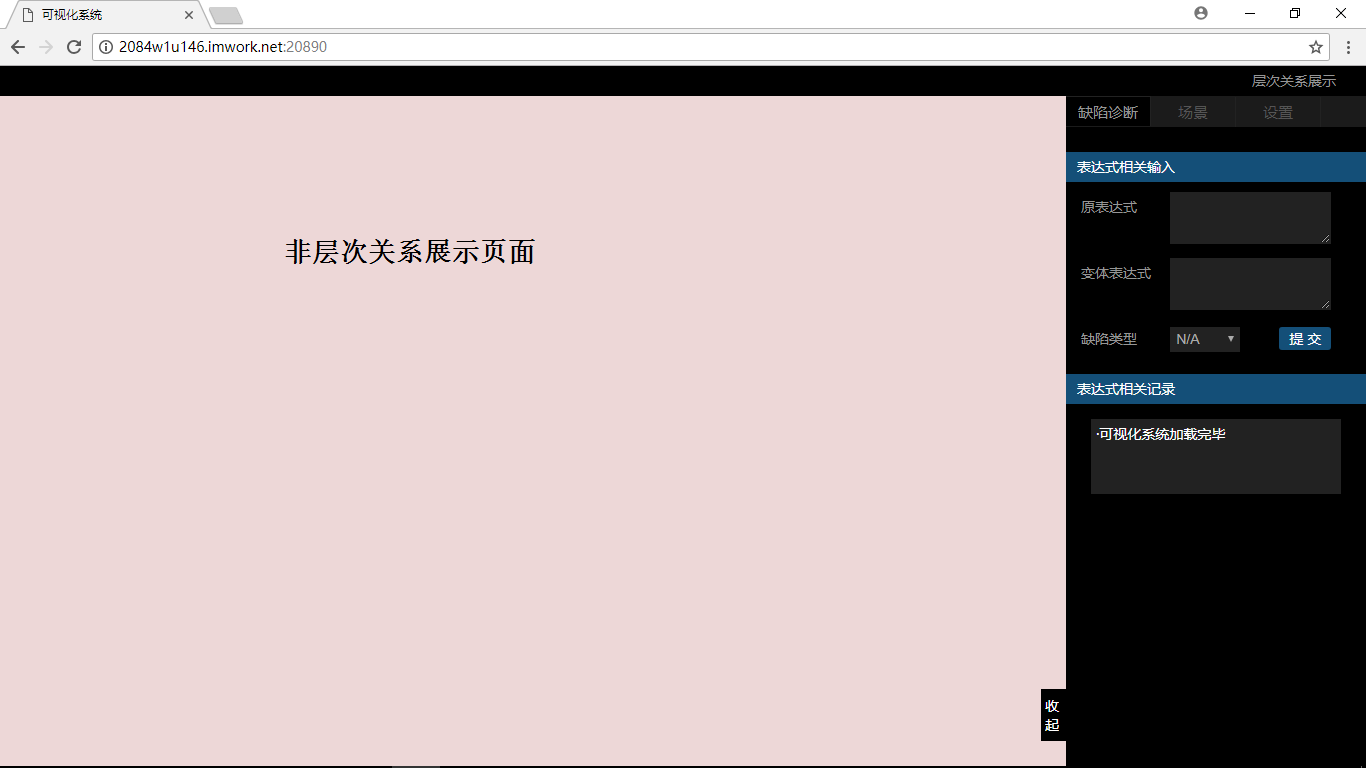 可视化系统
2084w1u146.imwork.net:20890
层次关系展示
缺陷诊断 场景 设置
非层次关系展示页面
表达式相关输入
原表达式
变体表达式
缺陷类型 N/A 提 交
表达式相关记录
·可视化系统加载完毕
收
起